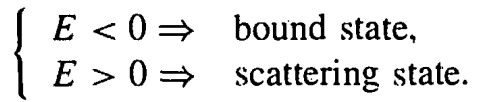 E < 0 ⇒ bound state,
E > 0 ⇒ scattering state.